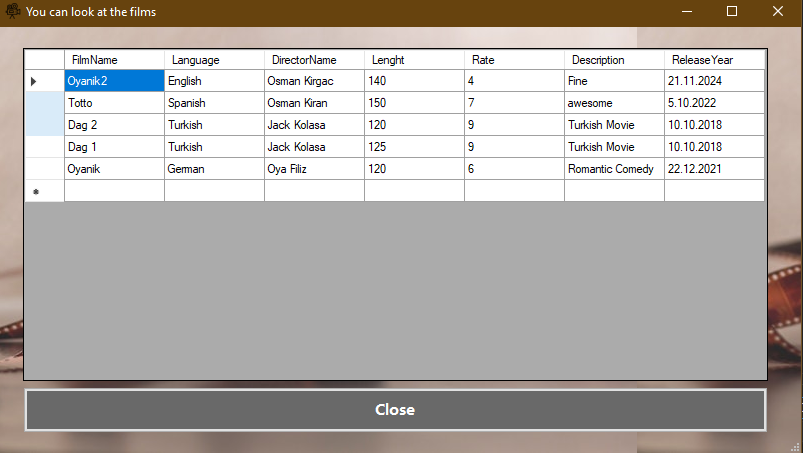 You can look at the films
FilmName Language DirectorName Lenght Rate Description ReleaseYear
Oyanik2 English Osman Kirgac 140 4 Fine 21.11.2024
Totto Spanish Osman Kiran 150 7 awesome 5.10.2022
Dag 2 Turkish Jack Kolasa 120 9 Turkish Movie 10.10.2018
Dag 1 Turkish Jack Kolasa 125 9 Turkish Movie 10.10.2018
Oyanik German Oya Filiz 120 6 Romantic Comedy 22.12.2021
Close